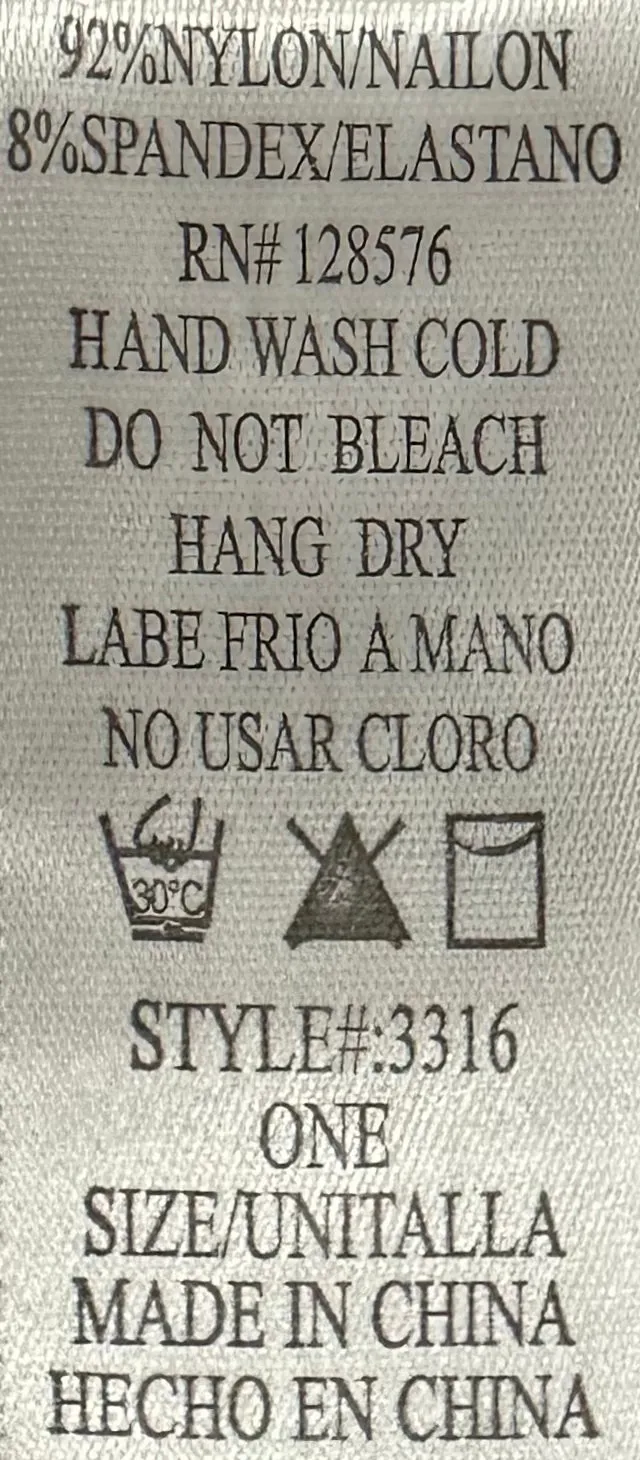 92%NYLON/NAILON
8%SPANDEX/ELASTANO
RN# 128576
HAND WASH COLD
DO NOT BLEACH
HANG DRY
LABE FRIO A MANO
NO USAR CLORO
30°C
STYLE#:3316
ONE
SIZE/UNITALLA
MADE IN CHINA
HECHO EN CHINA